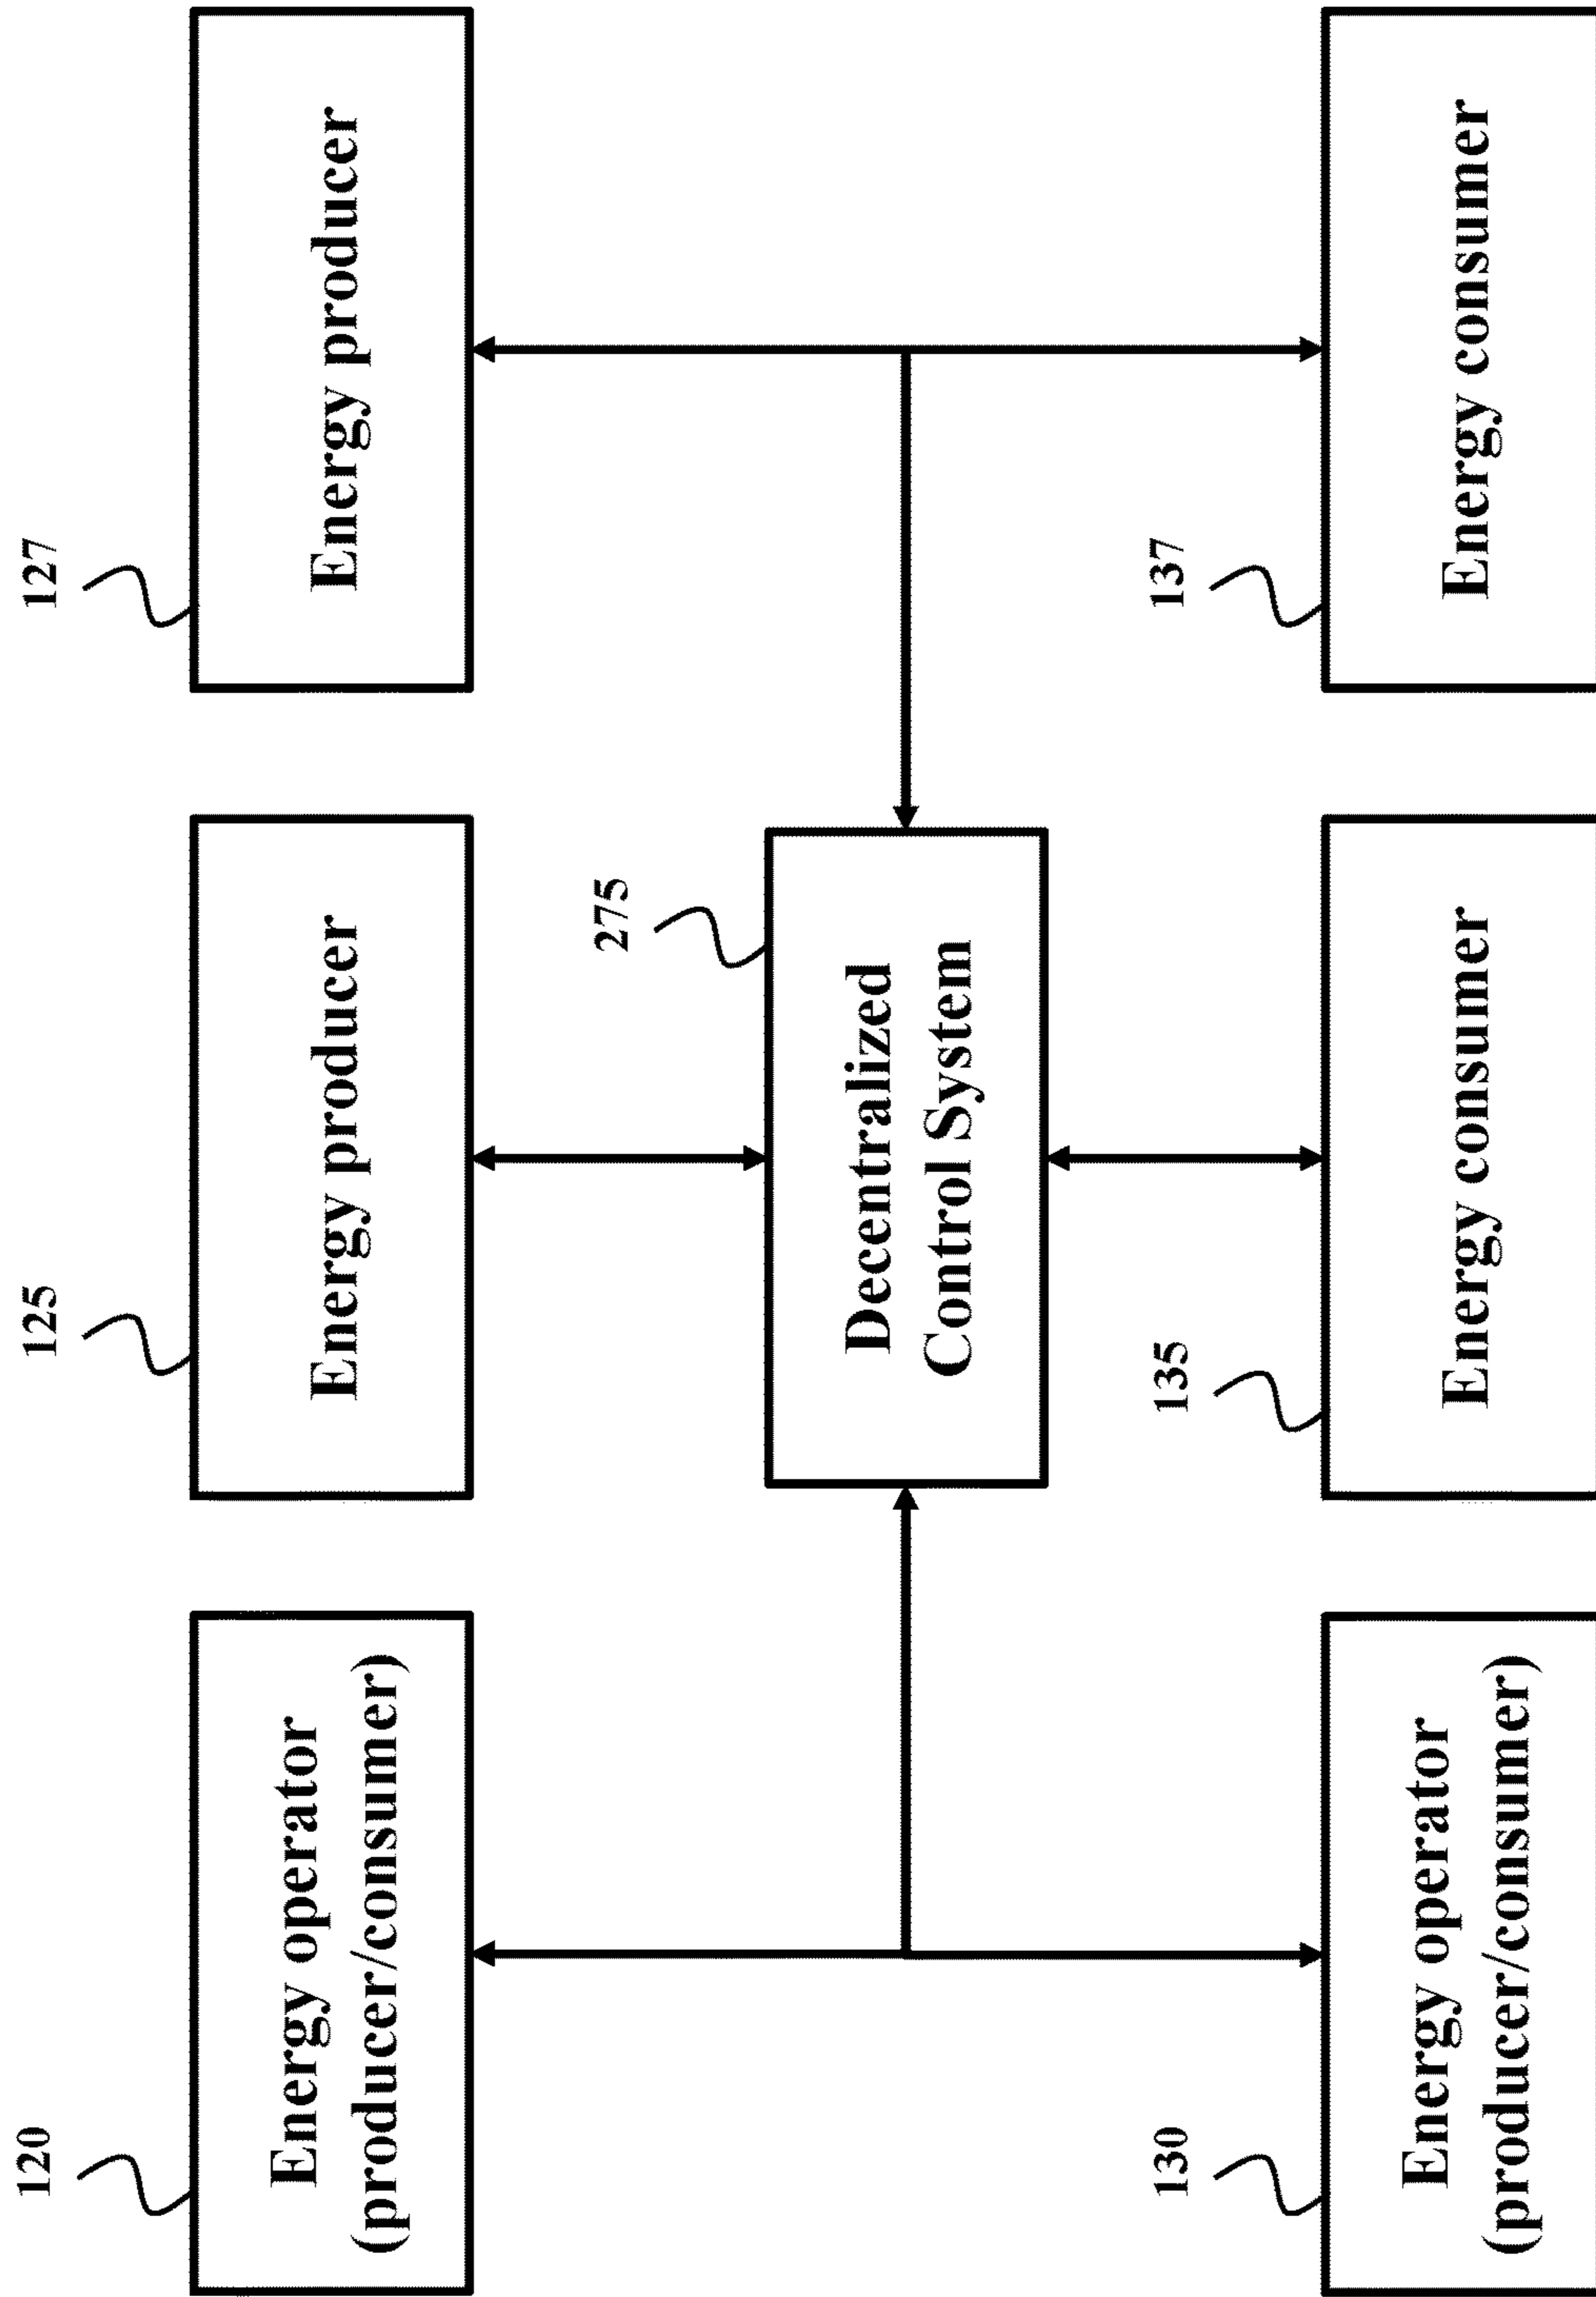 120
Energy operator
(producer/consumer)
125
Energy producer
127
Energy producer
275
Decentralized
Control System
130
Energy operator
(producer/consumer)
135
Energy consumer
137
Energy consumer